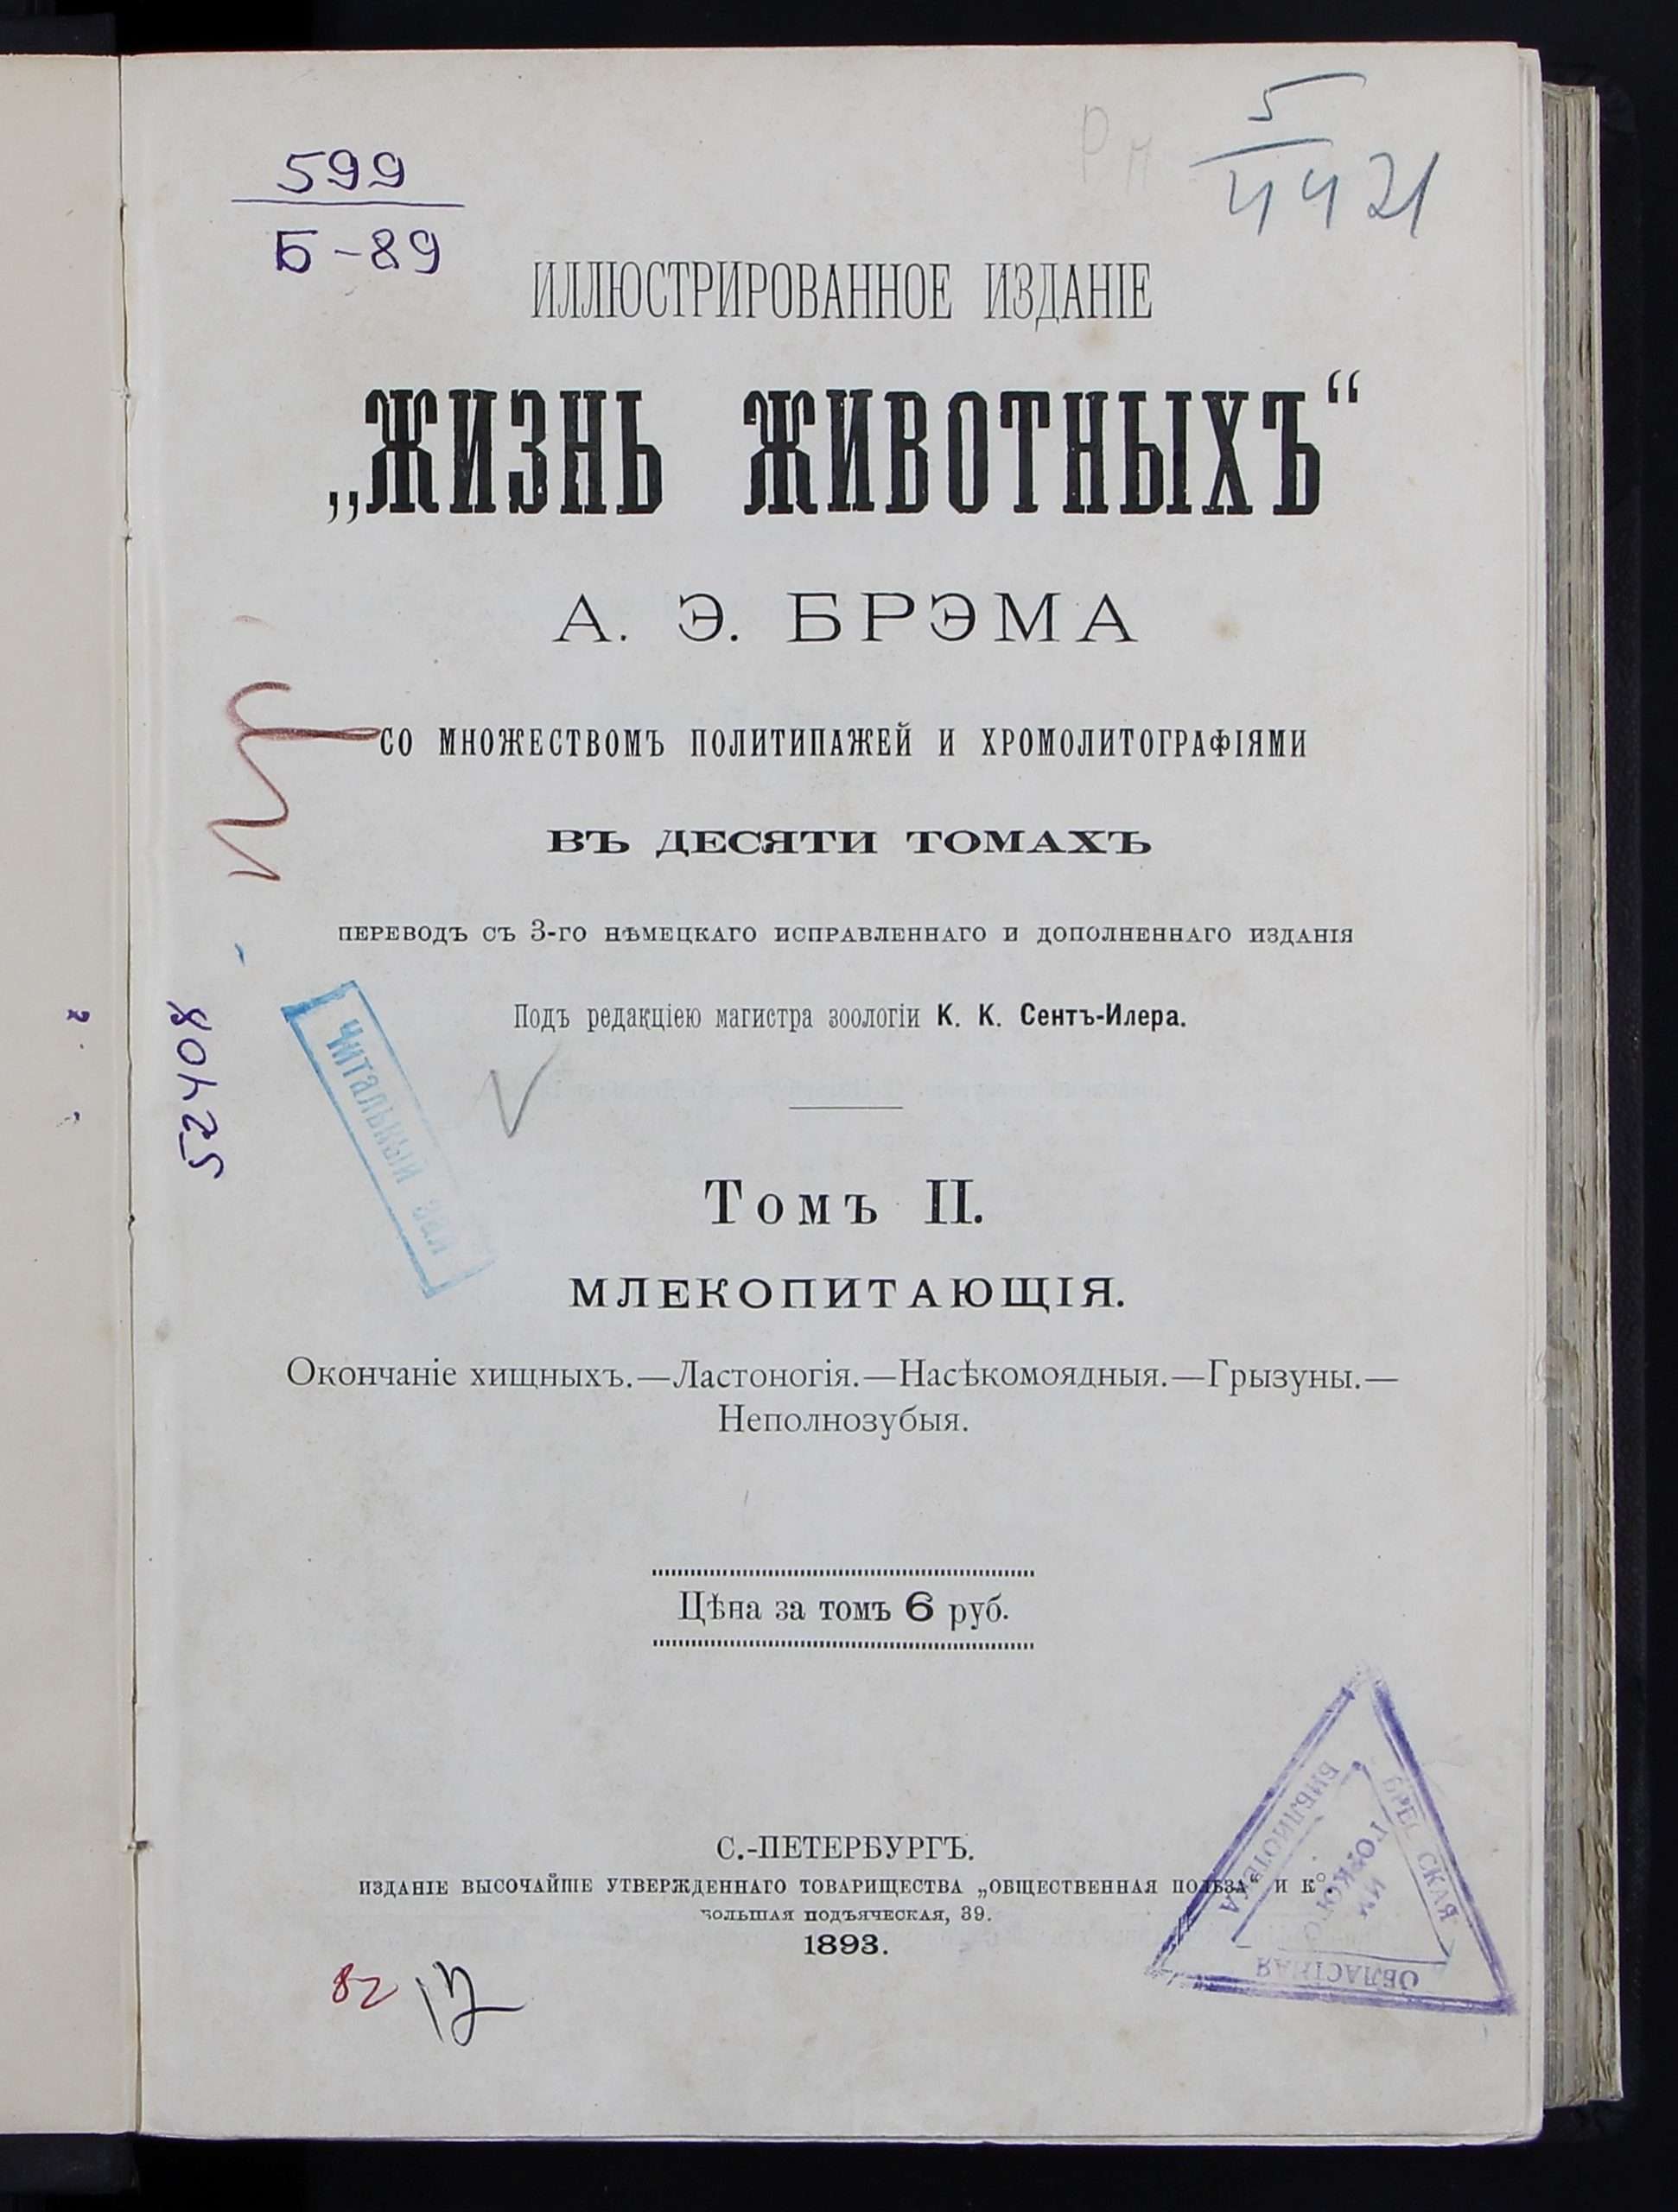 599
Б-89
5
4421
ИЛЛЮСТРИРОВАННОЕ ИЗДАНІЕ
„ЖИЗНЬ ЖИВОТНЫХЪ“
А. Э. БРЭМА
СО МНОЖЕСТВОМЪ ПОЛИТИПАЖЕЙ И ХРОМОЛИТОГРАФІЯМИ
ВЪ ДЕСЯТИ ТОМАХЪ
ПЕРЕВОДЪ СЪ 3-ГО НѢМЕЦКАГО ИСПРАВЛЕННАГО И ДОПОЛНЕННАГО ИЗДАНІЯ
Подъ редакціею магистра зоологіи К. К. Сентъ-Илера.
80425
Читальный зал
Томъ II.
МЛЕКОПИТАЮЩІЯ.
Окончаніе хищныхъ.—Ластоногія.—Насѣкомоядныя.—Грызуны.—
Неполнозубыя.
Цѣна за томъ 6 руб.
С.-ПЕТЕРБУРГЪ.
ИЗДАНІЕ ВЫСОЧАЙШЕ УТВЕРЖДЕННАГО ТОВАРИЩЕСТВА „ОБЩЕСТВЕННАЯ ПОЛЬЗА“ И К°.
БОЛЬШАЯ ПОДЪЯЧЕСКАЯ, 39.
1893.
82
БРЕСТСКАЯ
ОБЛАСТНАЯ
БИБЛИОТЕКА
ИМ
ГОРЬКОГО